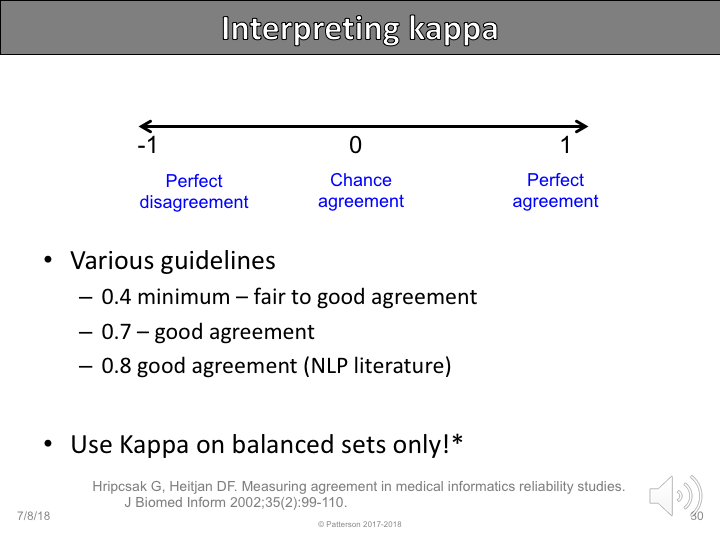 Interpreting kappa
-1 0 1
Perfect disagreement
Chance agreement
Perfect agreement
• Various guidelines
– 0.4 minimum – fair to good agreement
– 0.7 – good agreement
– 0.8 good agreement (NLP literature)
• Use Kappa on balanced sets only!*
Hripcsak G, Heitjan DF. Measuring agreement in medical informatics reliability studies.
J Biomed Inform 2002;35(2):99-110.
7/8/18
© Patterson 2017-2018
30